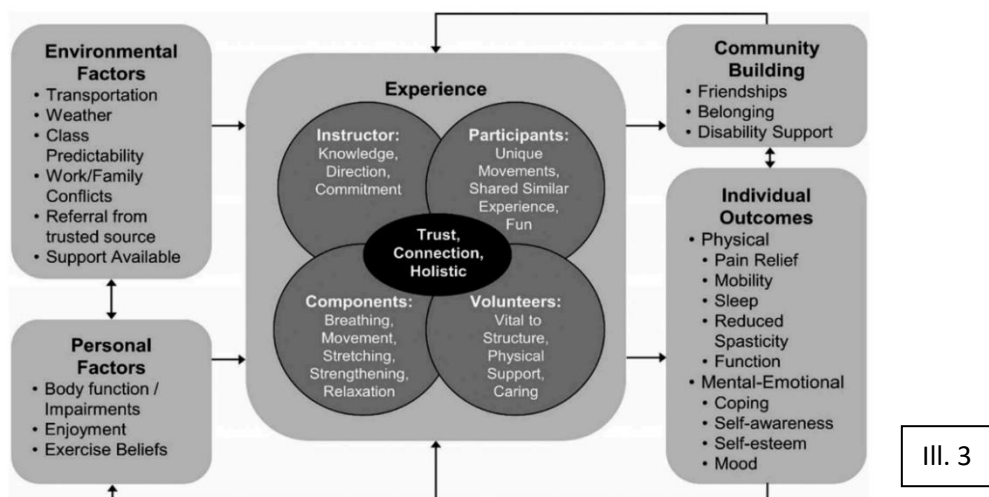 Environmental
Factors
• Transportation
• Weather
• Class
Predictability
• Work/Family
Conflicts
• Referral from
trusted source
• Support Available
Personal
Factors
• Body function /
Impairments
• Enjoyment
• Exercise Beliefs
Experience
Instructor:
Knowledge,
Direction,
Commitment
Participants:
Unique
Movements,
Shared Similar
Experience,
Fun
Trust,
Connection,
Holistic
Components:
Breathing,
Movement,
Stretching,
Strengthening,
Relaxation
Volunteers:
Vital to
Structure,
Physical
Support,
Caring
Community
Building
• Friendships
• Belonging
• Disability Support
Individual
Outcomes
• Physical
• Pain Relief
• Mobility
• Sleep
• Reduced
Spasticity
• Function
• Mental-Emotional
• Coping
• Self-awareness
• Self-esteem
• Mood
Ill. 3